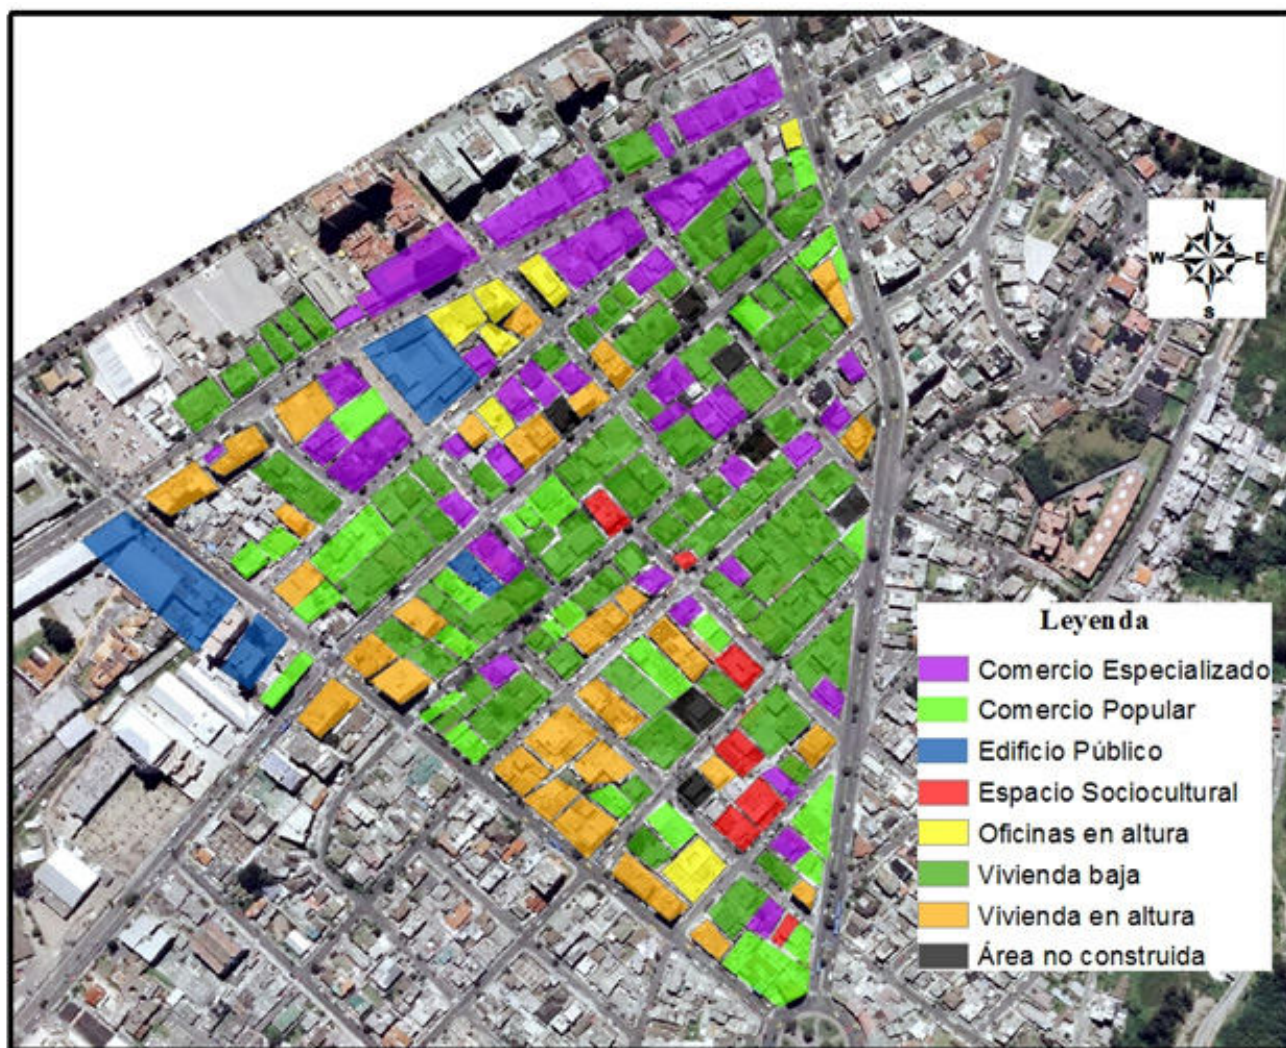 N
W E
S
Leyenda
Comercio Especializado
Comercio Popular
Edificio Público
Espacio Sociocultural
Oficinas en altura
Vivienda baja
Vivienda en altura
Área no construida